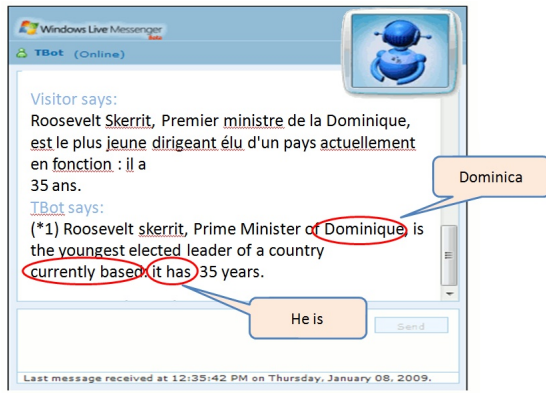 Windows Live Messenger
Beta
TBot (Online)
Visitor says:
Roosevelt Skerrit, Premier ministre de la Dominique,
est le plus jeune dirigeant élu d'un pays actuellement
en fonction : il a
35 ans.
TBot says:
(*1) Roosevelt skerrit, Prime Minister of Dominique, is
the youngest elected leader of a country
currently based: it has 35 years.
Dominica
He is
Send
Last message received at 12:35:42 PM on Thursday, January 08, 2009.